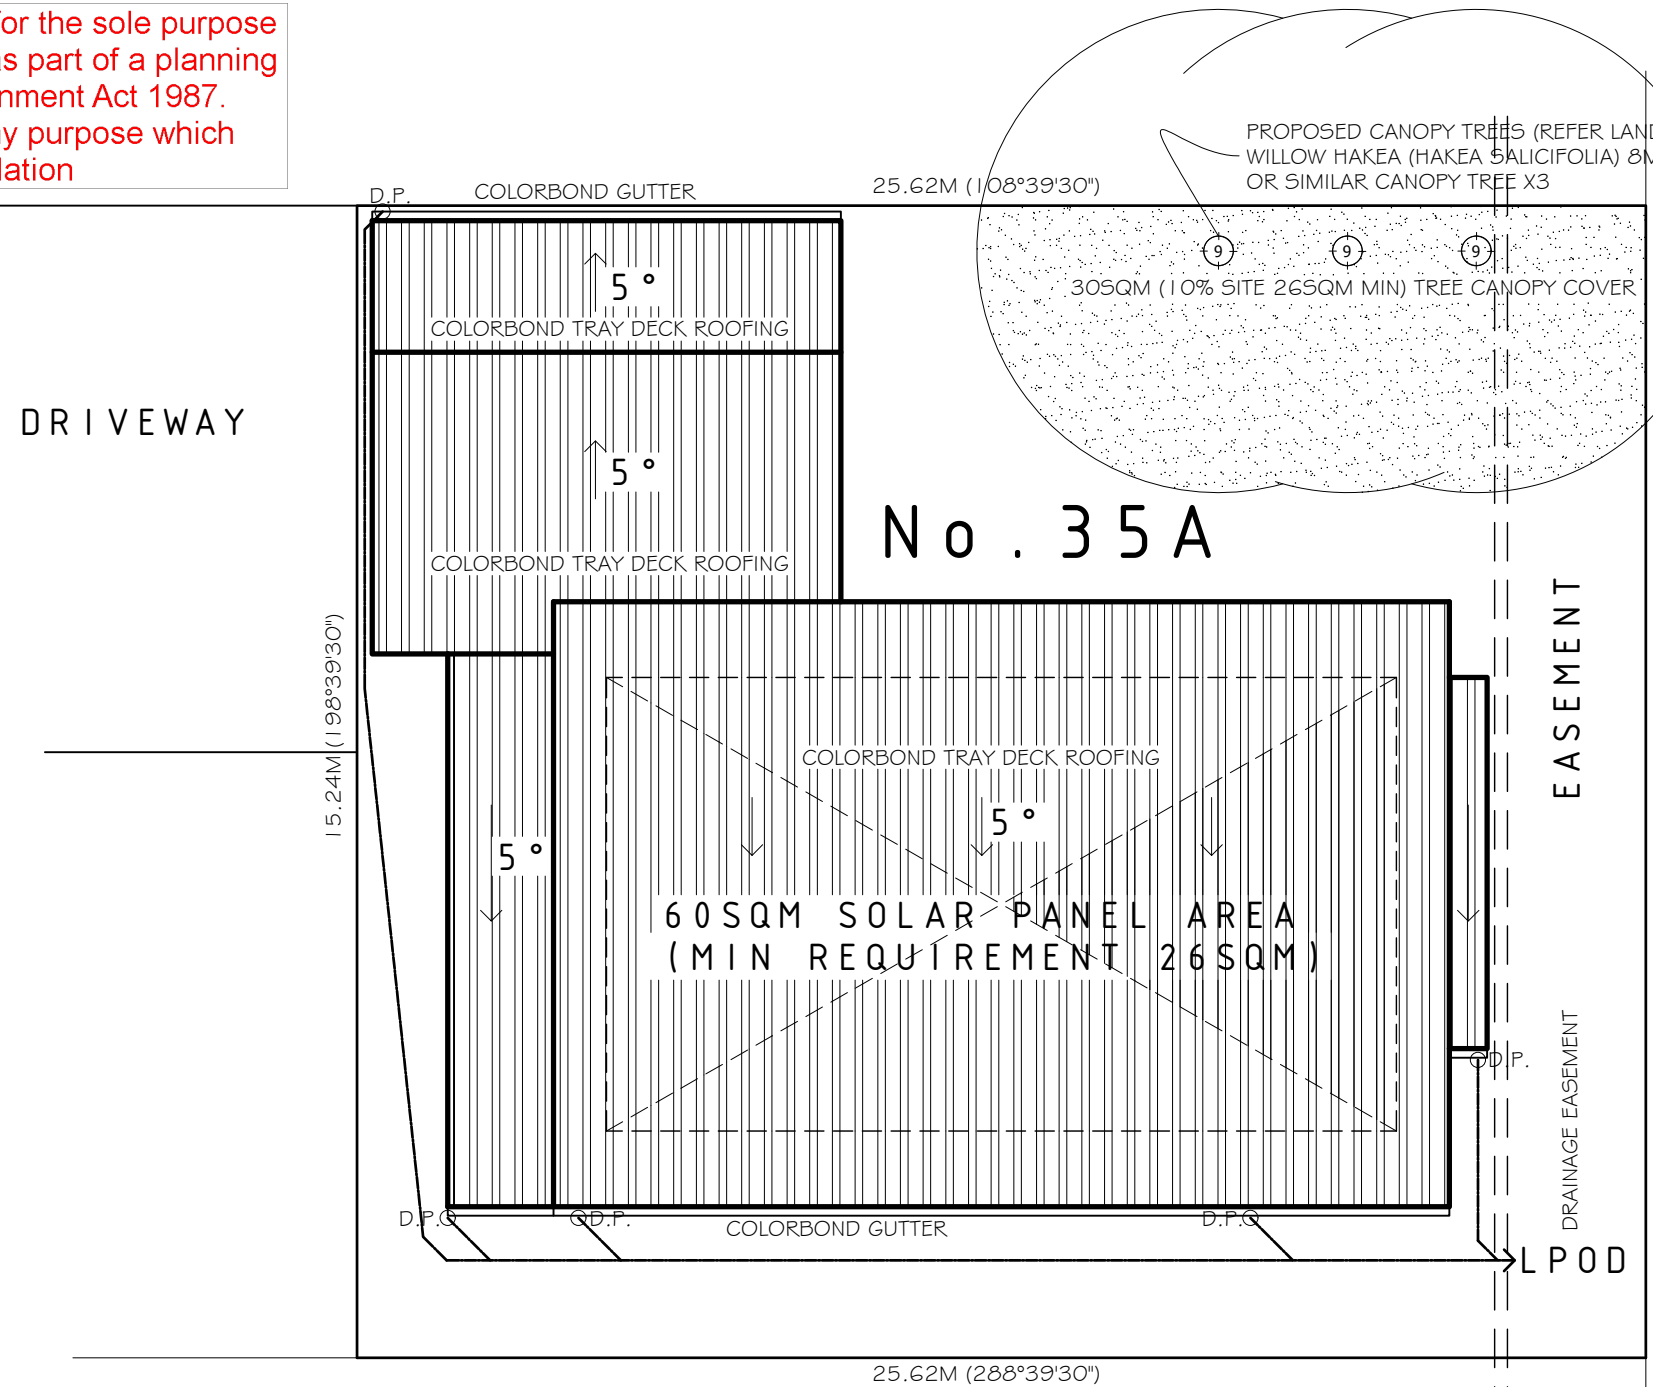 or the sole purpose
s part of a planning
nment Act 1987.
y purpose which
lation
PROPOSED CANOPY TREES (REFER LAND
WILLOW HAKEA (HAKEA SALICIFOLIA) 8M
OR SIMILAR CANOPY TREE X3
D.P.
COLORBOND GUTTER
25.62M (108°39'30")
9
9
9
30SQM (10% SITE 26SQM MIN) TREE CANOPY COVER
5°
COLORBOND TRAY DECK ROOFING
DRIVEWAY
5°
No.35A
COLORBOND TRAY DECK ROOFING
EASEMENT
15.24M (198°39'30")
COLORBOND TRAY DECK ROOFING
5°
5°
60SQM SOLAR PANEL AREA
(MIN REQUIREMENT 26SQM)
D.P.
DRAINAGE EASEMENT
D.P.
D.P.
COLORBOND GUTTER
D.P.
LPOD
25.62M (288°39'30")